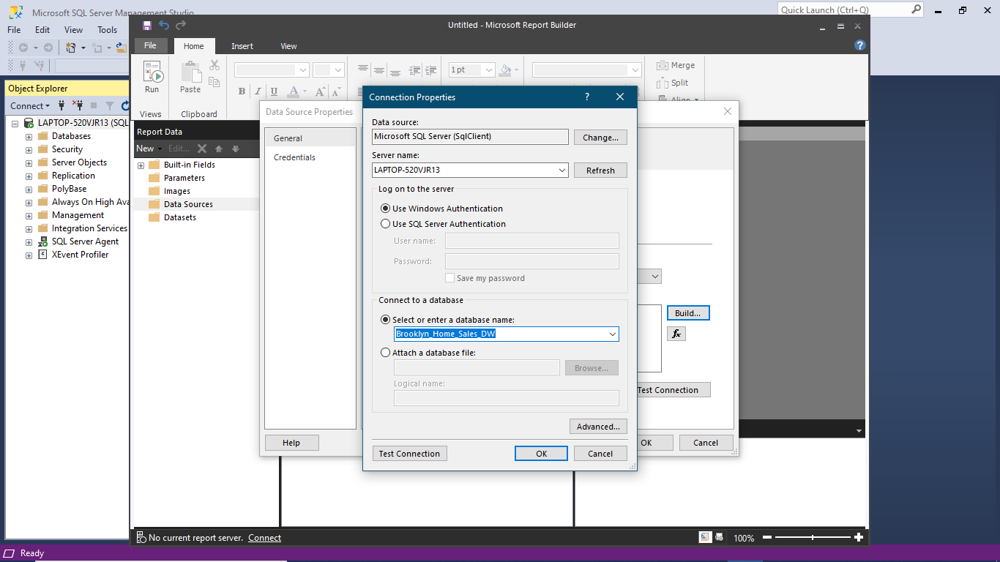 Microsoft SQL Server Management Studio
Quick Launch (Ctrl+Q)
File Edit View Tools
Untitled - Microsoft Report Builder
File Home Insert View
1 pt
Run
Paste
B I U A A A
Merge
Split
Align
Views Clipboard
Object Explorer
Connect
LAPTOP-520VJR13 (SQL
Databases
Security
Server Objects
Replication
PolyBase
Always On High Ava
Management
Integration Services
SQL Server Agent
XEvent Profiler
Report Data
New Edit...
Built-in Fields
Parameters
Images
Data Sources
Datasets
Data Source Properties
General
Credentials
Build...
fx
Test Connection
Help
OK
Cancel
Connection Properties ?
Data source:
Microsoft SQL Server (SqlClient)
Change...
Server name:
LAPTOP-520VJR13
Refresh
Log on to the server
Use Windows Authentication
Use SQL Server Authentication
User name:
Password:
Save my password
Connect to a database
Select or enter a database name:
Brooklyn_Home_Sales_DW
Attach a database file:
Browse...
Logical name:
Advanced...
Test Connection OK Cancel
No current report server. Connect
100%
Ready